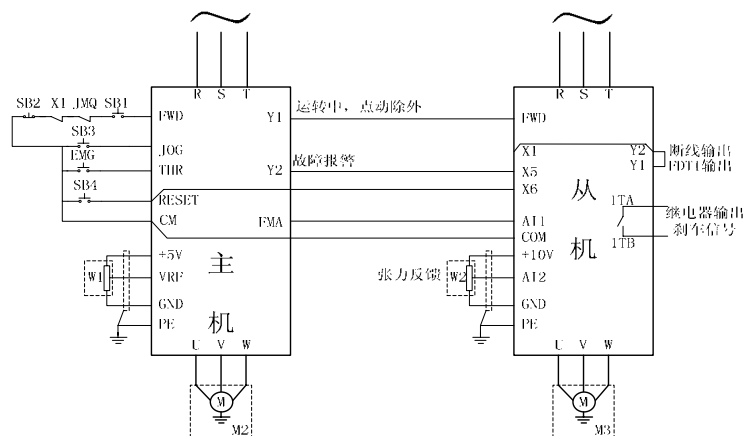 R S T
R S T
SB2 X1 JMQ SB1
FWD
Y1
运转中，点动除外
FWD
SB3
JOG
X1
Y2
断线输出
EMG
THR
Y2
故障报警
X5
Y1
FDT1输出
SB4
RESET
X6
从
1TA
继电器输出
CM
FMA
AI1
机
刹车信号
COM
1TB
+5V
主
+10V
W1
VRF
张力反馈
W2
AI2
GND
机
GND
PE
PE
U V W
U V W
M
M
M2
M3